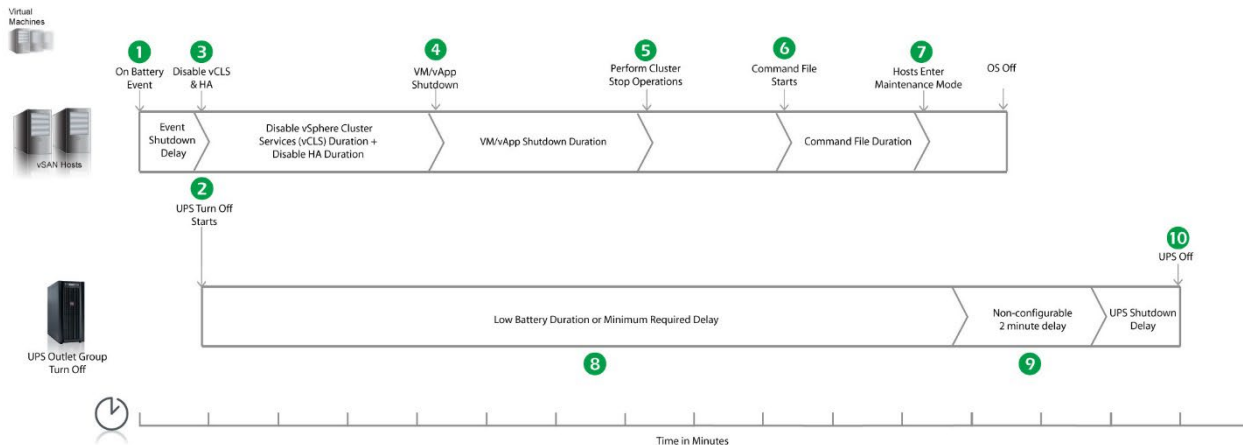 Virtual
Machines
1
On Battery
Event
3
Disable vCLS
& HA
4
VM/vApp
Shutdown
5
Perform Cluster
Stop Operations
6
Command File
Starts
7
Hosts Enter
Maintenance Mode
OS Off
vSAN Hosts
Event
Shutdown
Delay
Disable vSphere Cluster
Services (vCLS) Duration +
Disable HA Duration
VM/vApp Shutdown Duration
Command File Duration
2
UPS Turn Off
Starts
10
UPS Off
UPS Outlet Group
Turn Off
Low Battery Duration or Minimum Required Delay
Non-configurable
2 minute delay
UPS Shutdown
Delay
8
9
Time in Minutes